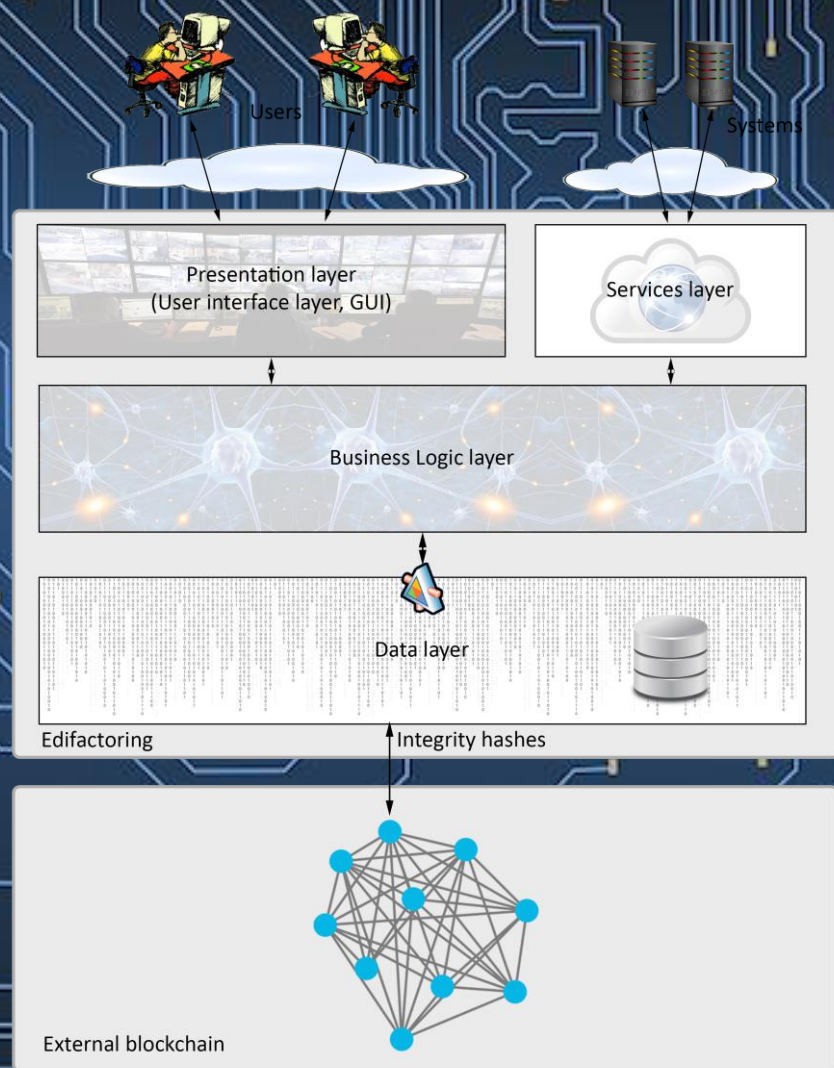 Users
Systems
Presentation layer
(User interface layer, GUI)
Services layer
Business Logic layer
Data layer
Edifactoring
Integrity hashes
External blockchain